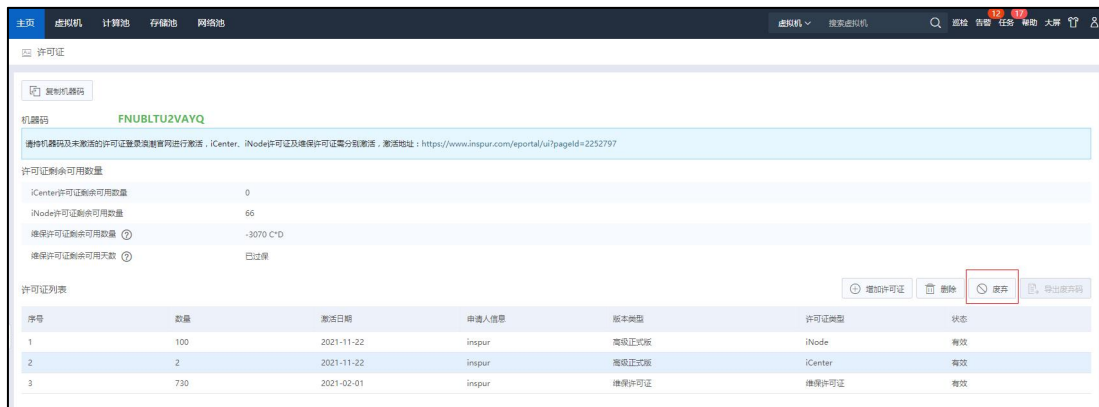 主页 虚拟机 计算池 存储池 网络池 虚拟机 搜索虚拟机 巡检 告警 12 任务 17 帮助 大屏
许可证
复制机器码
机器码 FNUBLTU2VAYQ
请持机器码及未激活的许可证登录浪潮官网进行激活，iCenter、iNode许可证及维保许可证需分别激活，激活地址：https://www.inspur.com/eportal/ui?pageId=2252797
许可证剩余可用数量
iCenter许可证剩余可用数量 0
iNode许可证剩余可用数量 66
维保许可证剩余可用数量 ? -3070 C*D
维保许可证剩余可用天数 ? 已过保
许可证列表 增加许可证 删除 废弃 导出废弃码
序号 数量 激活日期 申请人信息 版本类型 许可证类型 状态
1 100 2021-11-22 inspur 高级正式版 iNode 有效
2 2 2021-11-22 inspur 高级正式版 iCenter 有效
3 730 2021-02-01 inspur 维保许可证 维保许可证 有效